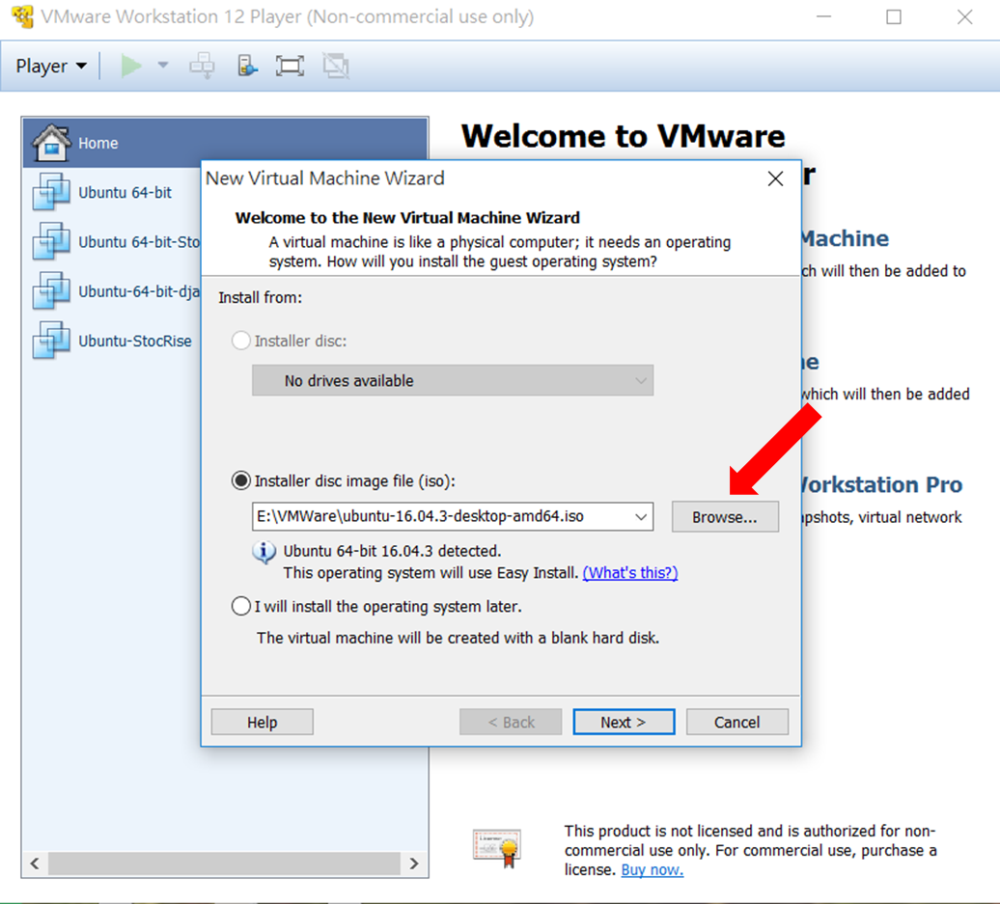 VMware Workstation 12 Player (Non-commercial use only)
Player
Home
Ubuntu 64-bit
Ubuntu 64-bit-Sto
Ubuntu-64-bit-dja
Ubuntu-StocRise
Welcome to VMware
r
Machine
ch will then be added to
ne
which will then be added
Workstation Pro
apshots, virtual network
New Virtual Machine Wizard
Welcome to the New Virtual Machine Wizard
A virtual machine is like a physical computer; it needs an operating
system. How will you install the guest operating system?
Install from:
Installer disc:
No drives available
Installer disc image file (iso):
E:\VMWare\ubuntu-16.04.3-desktop-amd64.iso
Browse...
Ubuntu 64-bit 16.04.3 detected.
This operating system will use Easy Install. (What's this?)
I will install the operating system later.
The virtual machine will be created with a blank hard disk.
Help
< Back
Next >
Cancel
This product is not licensed and is authorized for non-
commercial use only. For commercial use, purchase a
license. Buy now.